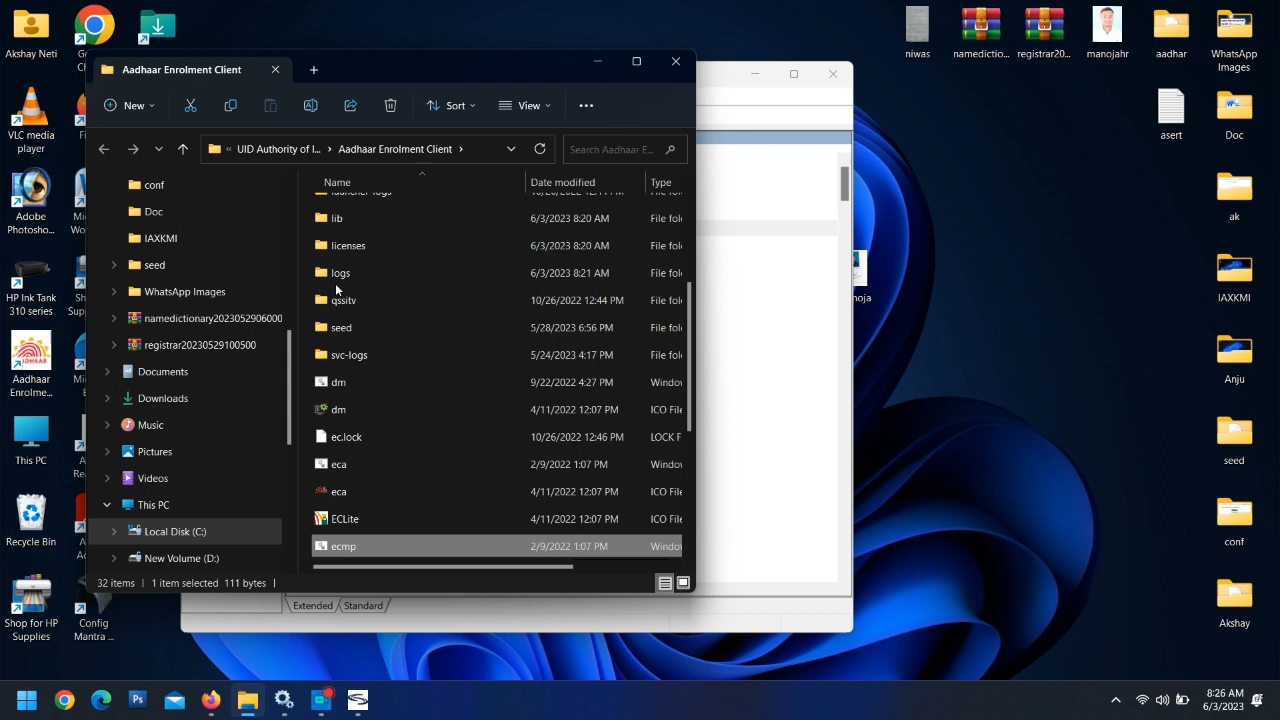 Akshay Neti
niwas
namedictio...
registrar20...
manojahr
aadhar
WhatsApp
Images
Aadhaar Enrolment Client
New
Sort
View
UID Authority of I...
Aadhaar Enrolment Client
Search Aadhaar E...
Name
Date modified
Type
VLC media
player
Adobe
Photosho...
HP Ink Tank
310 series
Aadhaar
Enrolme...
This PC
Recycle Bin
Shop for HP
Supplies
Config
Mantra ...
conf
Doc
IAXKMI
seed
WhatsApp Images
namedictionary2023052906000
registrar20230529100500
Documents
Downloads
Music
Pictures
Videos
This PC
Local Disk (C:)
New Volume (D:)
lib 6/3/2023 8:20 AM File fol
licenses 6/3/2023 8:20 AM File fol
logs 6/3/2023 8:21 AM File fol
qssitv 10/26/2022 12:44 PM File fol
seed 5/28/2023 6:56 PM File fol
svc-logs 5/29/2023 4:17 PM File fol
dm 9/22/2022 4:27 PM Windo
dm 4/11/2022 12:07 PM ICO File
ec.lock 10/26/2022 12:46 PM LOCK F
eca 2/9/2022 1:07 PM Windo
eca 4/11/2022 12:07 PM ICO File
ECLite 4/11/2022 12:07 PM ICO File
ecmp 2/9/2022 1:07 PM Windo
32 items 1 item selected 111 bytes
Extended Standard
asert
Doc
ak
IAXKMI
Anju
seed
conf
Akshay
8:26 AM
6/3/2023